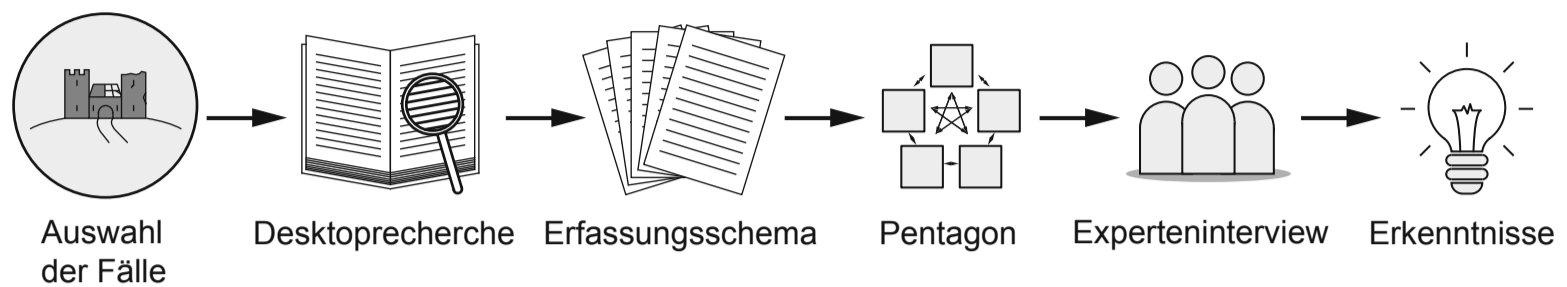 Auswahl
der Fälle
Desktoprecherche
Erfassungsschema
Pentagon
Experteninterview
Erkenntnisse